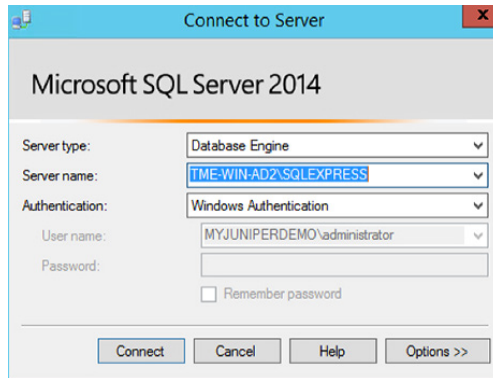 Connect to Server
x
Microsoft SQL Server 2014
Server type: Database Engine
Server name: TME-WIN-AD2\SQLEXPRESS
Authentication: Windows Authentication
User name: MYJUNIPERDEMO\administrator
Password:
Remember password
Connect Cancel Help Options >>